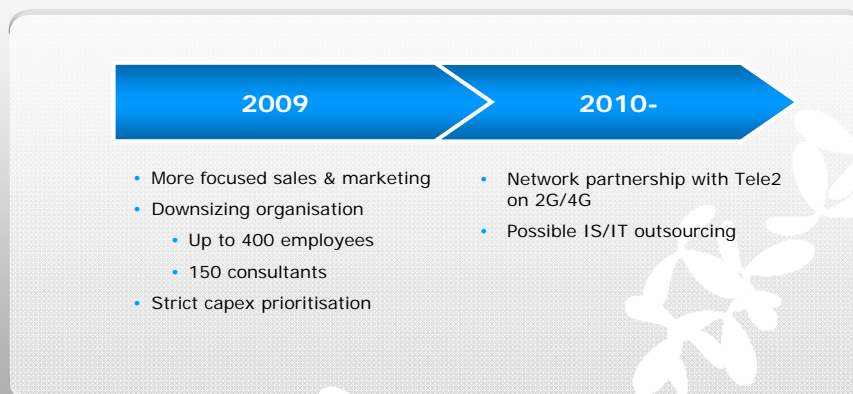 2009
2010-
• More focused sales & marketing
• Downsizing organisation
• Up to 400 employees
• 150 consultants
• Strict capex prioritisation
• Network partnership with Tele2
on 2G/4G
• Possible IS/IT outsourcing